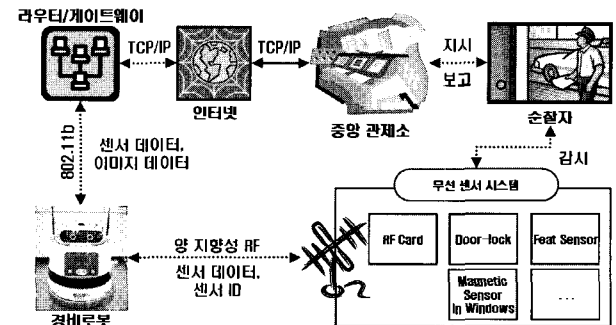 라우터/게이트웨이
TCP/IP
TCP/IP
지시
보고
인터넷
중앙 관제소
순찰자
802.11b
센서 데이터,
이미지 데이터
감시
무선 센서 시스템
양 지향성 RF
센서 데이터,
센서 ID
RF Card
Door-lock
Feat Sensor
Magnetic
Sensor
In Windows
...
경비로봇